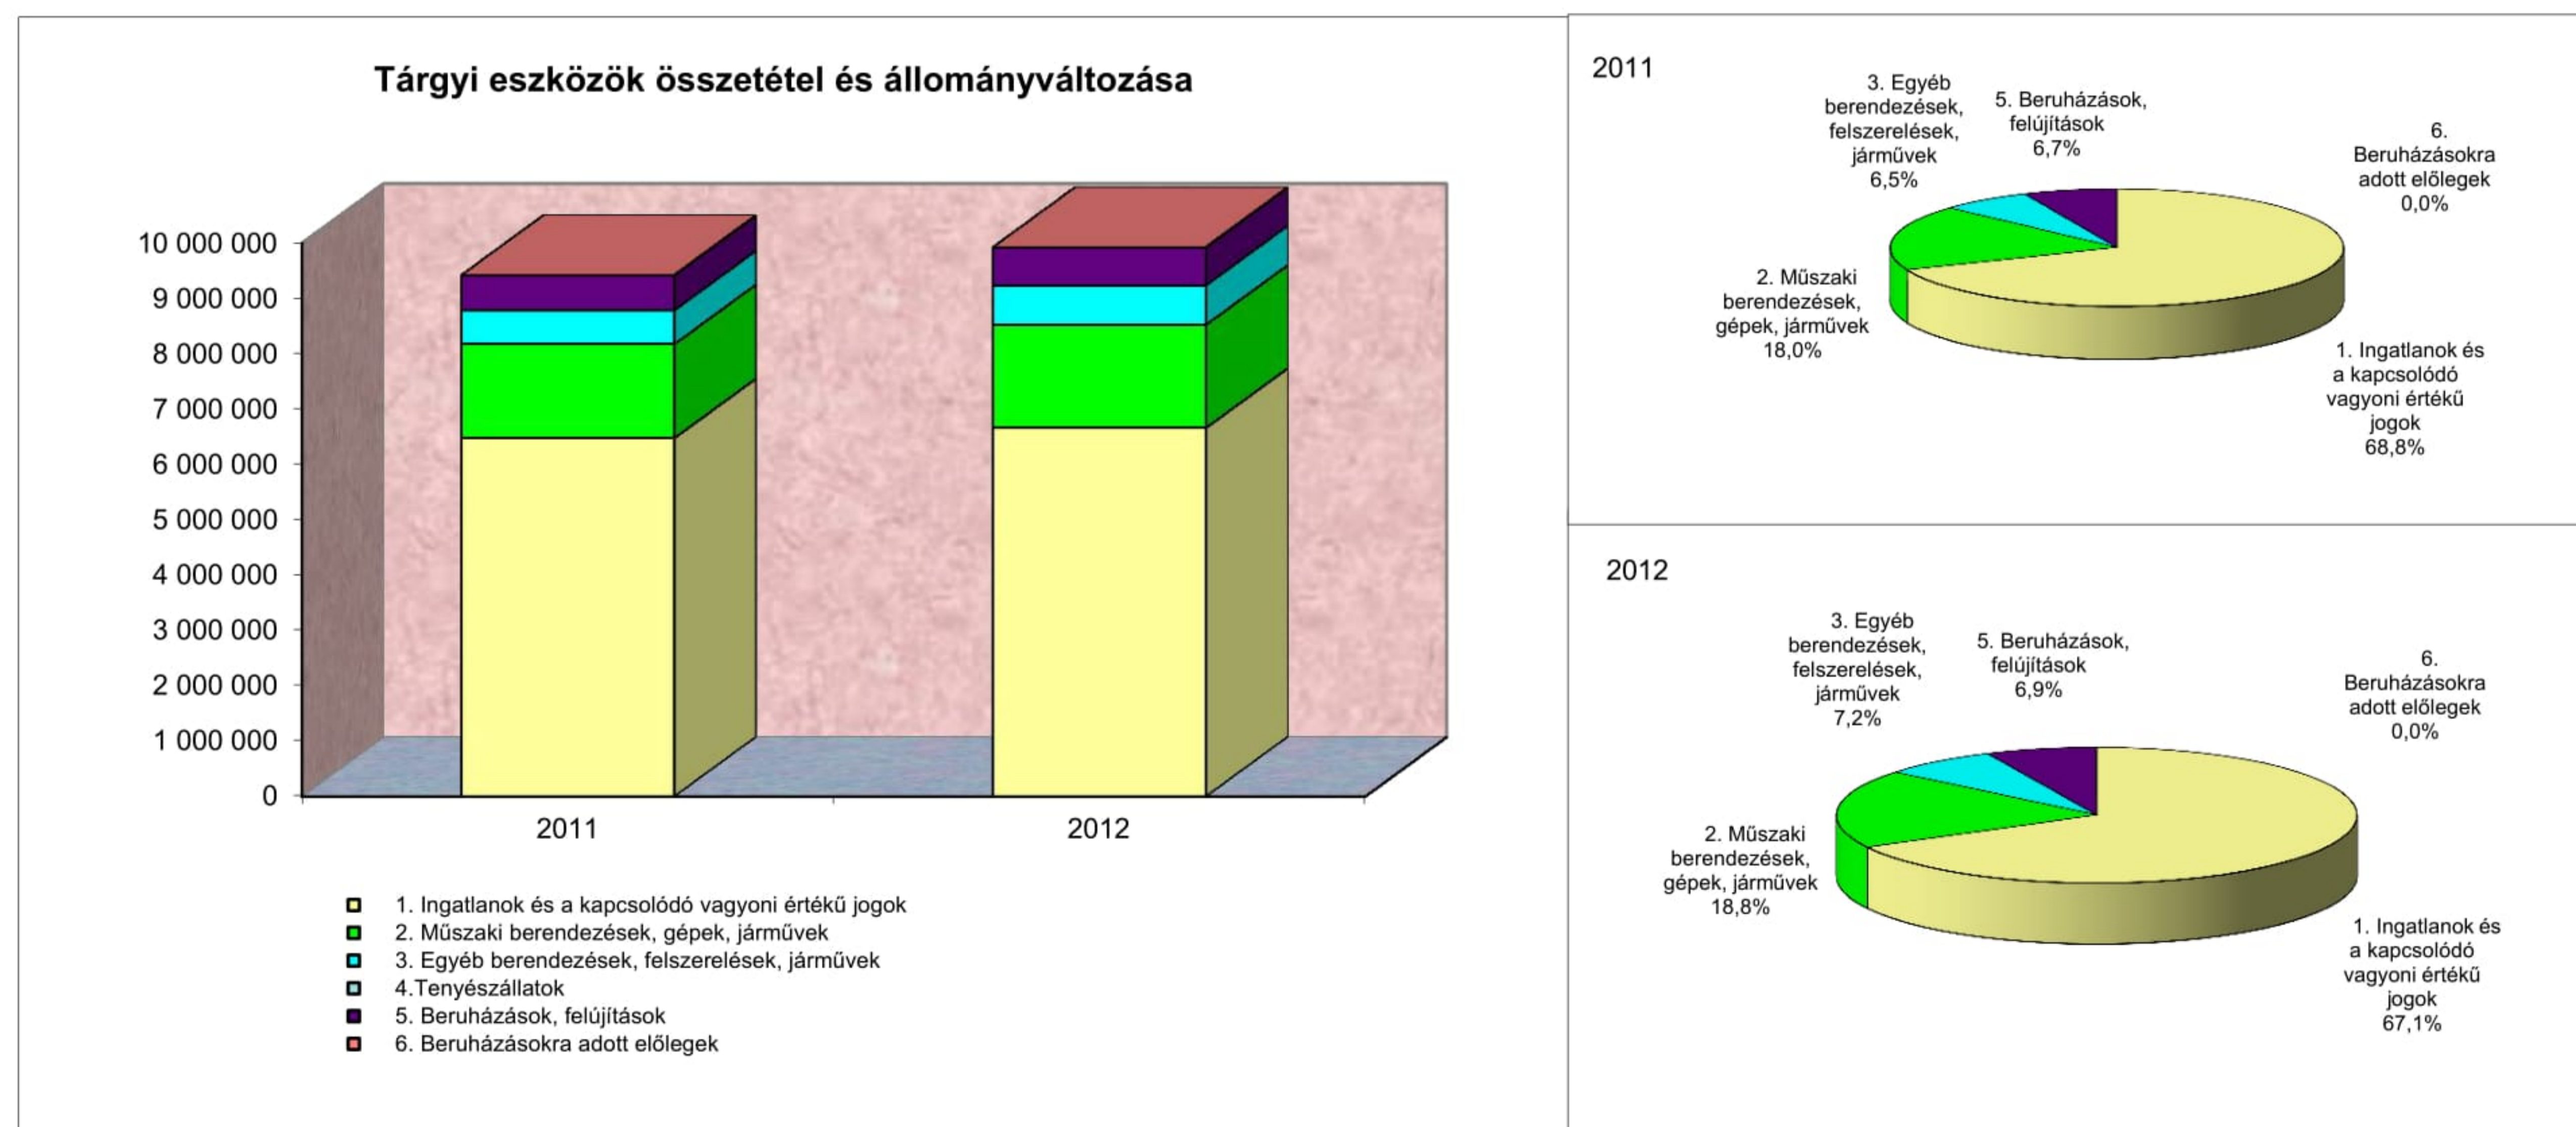 Tárgyi eszközök összetétel és állományváltozása
10 000 000
9 000 000
8 000 000
7 000 000
6 000 000
5 000 000
4 000 000
3 000 000
2 000 000
1 000 000
0
2011
2012
1. Ingatlanok és a kapcsolódó vagyoni értékű jogok
2. Műszaki berendezések, gépek, járművek
3. Egyéb berendezések, felszerelések, járművek
4.Tenyészállatok
5. Beruházások, felújítások
6. Beruházásokra adott előlegek
2011
3. Egyéb
berendezések,
felszerelések,
járművek
6,5%
5. Beruházások,
felújítások
6,7%
6.
Beruházásokra
adott előlegek
0,0%
2. Műszaki
berendezések,
gépek, járművek
18,0%
1. Ingatlanok és
a kapcsolódó
vagyoni értékű
jogok
68,8%
2012
3. Egyéb
berendezések,
felszerelések,
járművek
7,2%
5. Beruházások,
felújítások
6,9%
6.
Beruházásokra
adott előlegek
0,0%
2. Műszaki
berendezések,
gépek, járművek
18,8%
1. Ingatlanok és
a kapcsolódó
vagyoni értékű
jogok
67,1%